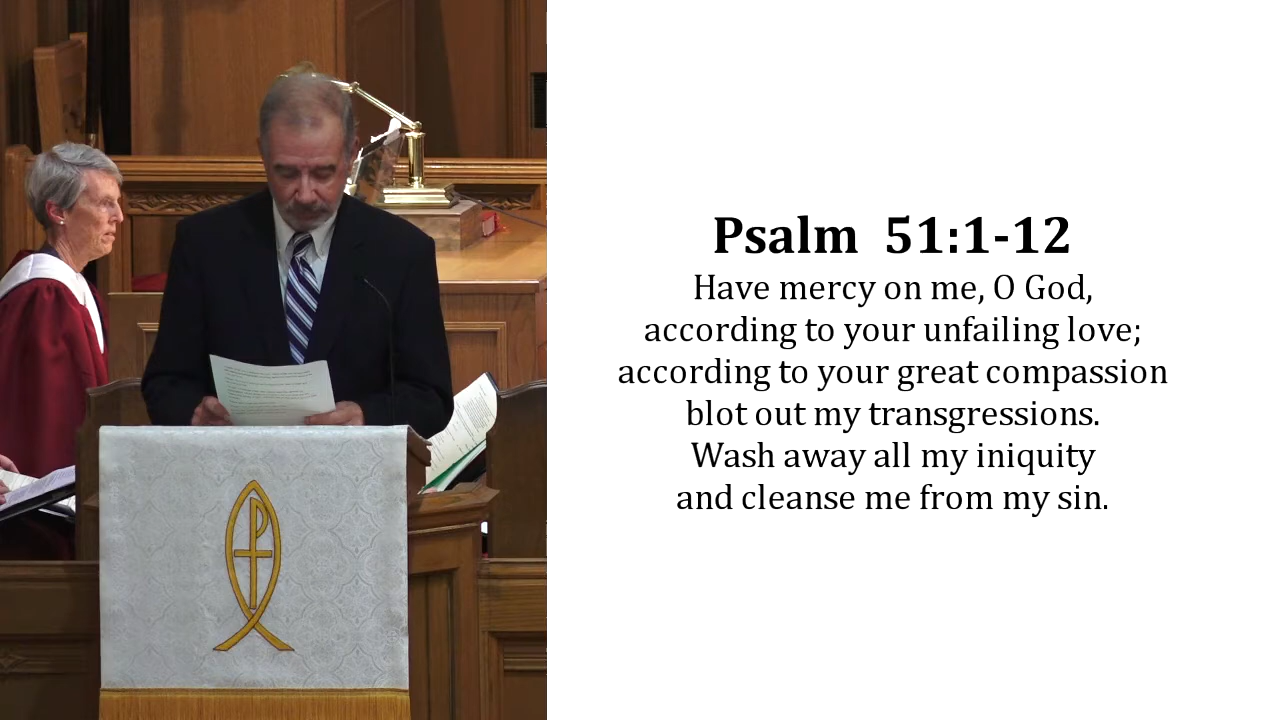 Psalm 51:1-12
Have mercy on me, O God,
according to your unfailing love;
according to your great compassion
blot out my transgressions.
Wash away all my iniquity
and cleanse me from my sin.